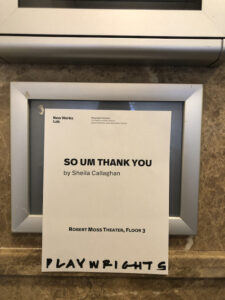 New Works
Lab
SO UM THANK YOU
by Sheila Callaghan
ROBERT MOSS THEATER, FLOOR 3
PLAYWRIGHTS